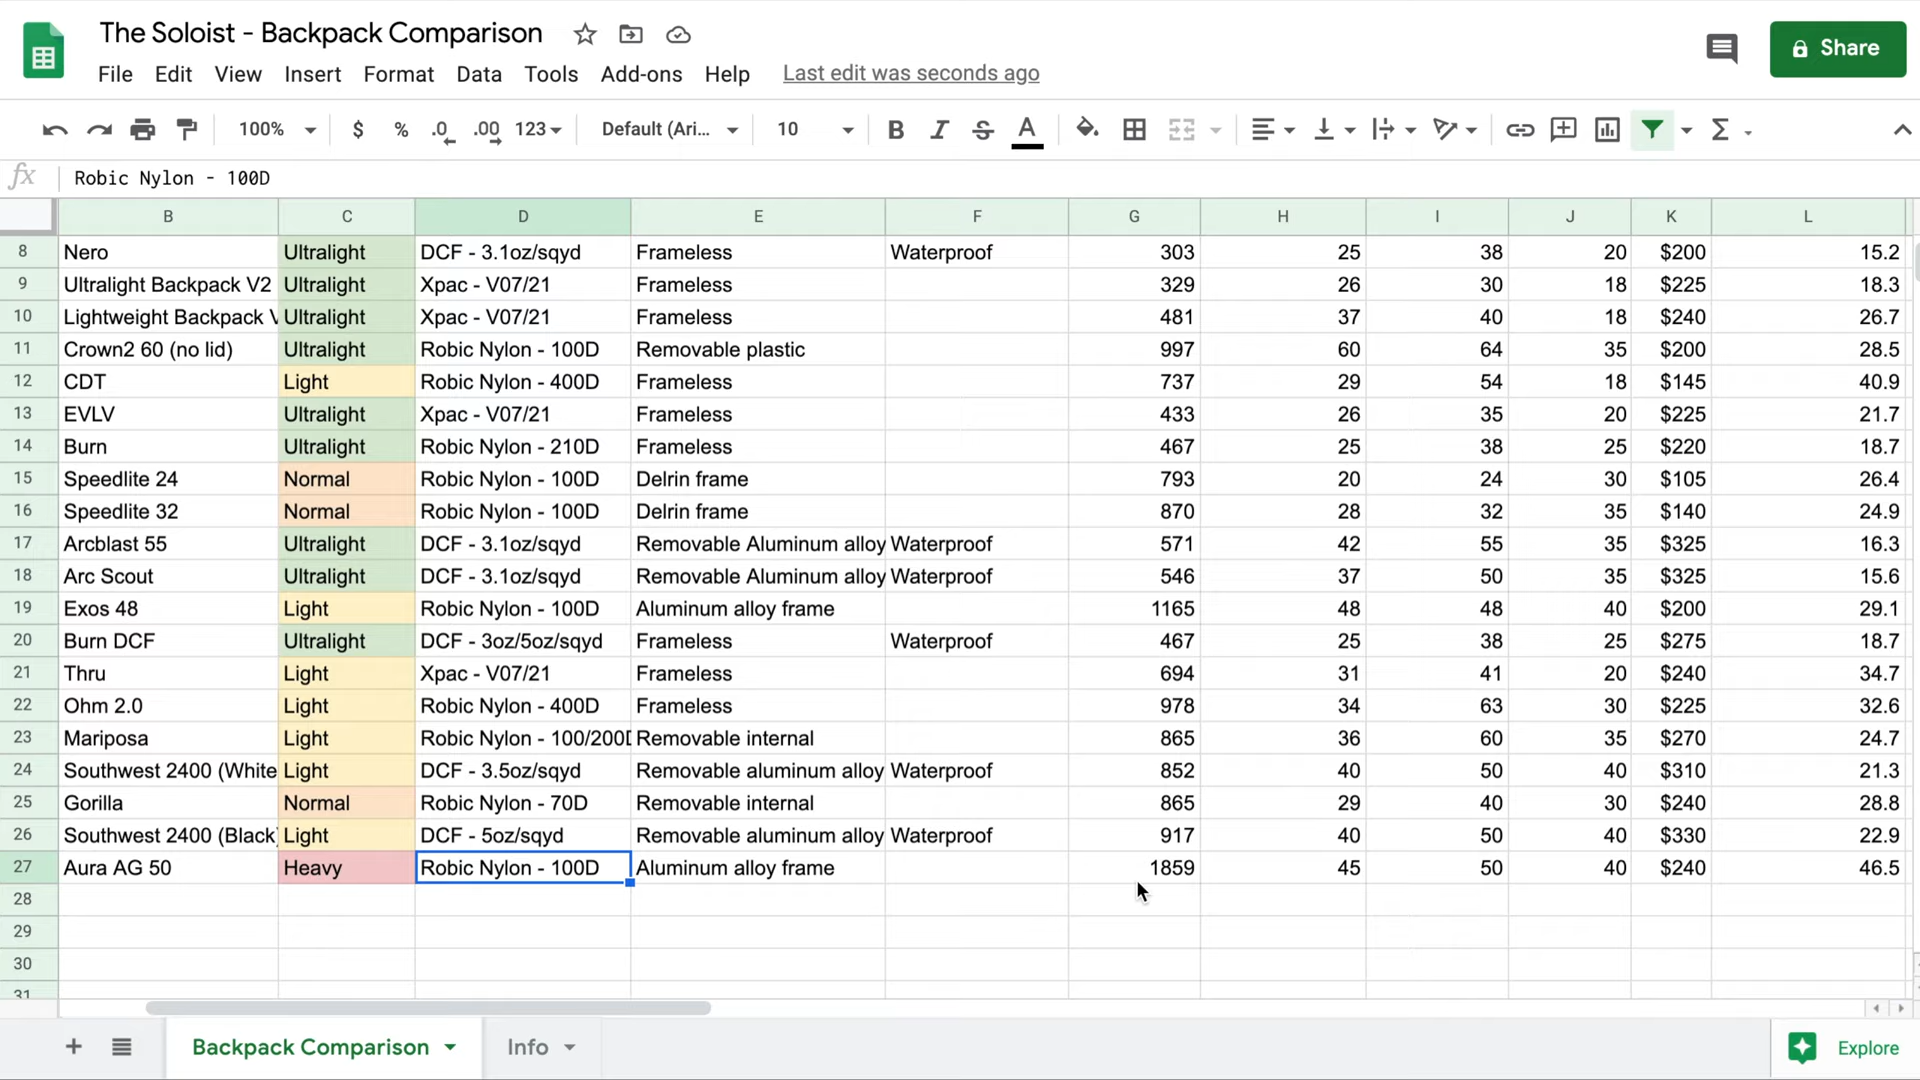 The Soloist - Backpack Comparison
Share
File Edit View Insert Format Data Tools Add-ons Help Last edit was seconds ago
100% $ % .0 .00 123 Default (Ari... 10 B I S A Σ
fx Robic Nylon - 100D
B C D E F G H I J K L
8 Nero Ultralight DCF - 3.1oz/sqyd Frameless Waterproof 303 25 38 20 $200 15.2
9 Ultralight Backpack V2 Ultralight Xpac - V07/21 Frameless 329 26 30 18 $225 18.3
10 Lightweight Backpack V Ultralight Xpac - V07/21 Frameless 481 37 40 18 $240 26.7
11 Crown2 60 (no lid) Ultralight Robic Nylon - 100D Removable plastic 997 60 64 35 $200 28.5
12 CDT Light Robic Nylon - 400D Frameless 737 29 54 18 $145 40.9
13 EVLV Ultralight Xpac - V07/21 Frameless 433 26 35 20 $225 21.7
14 Burn Ultralight Robic Nylon - 210D Frameless 467 25 38 25 $220 18.7
15 Speedlite 24 Normal Robic Nylon - 100D Delrin frame 793 20 24 30 $105 26.4
16 Speedlite 32 Normal Robic Nylon - 100D Delrin frame 870 28 32 35 $140 24.9
17 Arcblast 55 Ultralight DCF - 3.1oz/sqyd Removable Aluminum alloy Waterproof 571 42 55 35 $325 16.3
18 Arc Scout Ultralight DCF - 3.1oz/sqyd Removable Aluminum alloy Waterproof 546 37 50 35 $325 15.6
19 Exos 48 Light Robic Nylon - 100D Aluminum alloy frame 1165 48 48 40 $200 29.1
20 Burn DCF Ultralight DCF - 3oz/5oz/sqyd Frameless Waterproof 467 25 38 25 $275 18.7
21 Thru Light Xpac - V07/21 Frameless 694 31 41 20 $240 34.7
22 Ohm 2.0 Light Robic Nylon - 400D Frameless 978 34 63 30 $225 32.6
23 Mariposa Light Robic Nylon - 100/200D Removable internal 865 36 60 35 $270 24.7
24 Southwest 2400 (White Light DCF - 3.5oz/sqyd Removable aluminum alloy Waterproof 852 40 50 40 $310 21.3
25 Gorilla Normal Robic Nylon - 70D Removable internal 865 29 40 30 $240 28.8
26 Southwest 2400 (Black) Light DCF - 5oz/sqyd Removable aluminum alloy Waterproof 917 40 50 40 $330 22.9
27 Aura AG 50 Heavy Robic Nylon - 100D Aluminum alloy frame 1859 45 50 40 $240 46.5
28
29
30
31
Backpack Comparison Info Explore